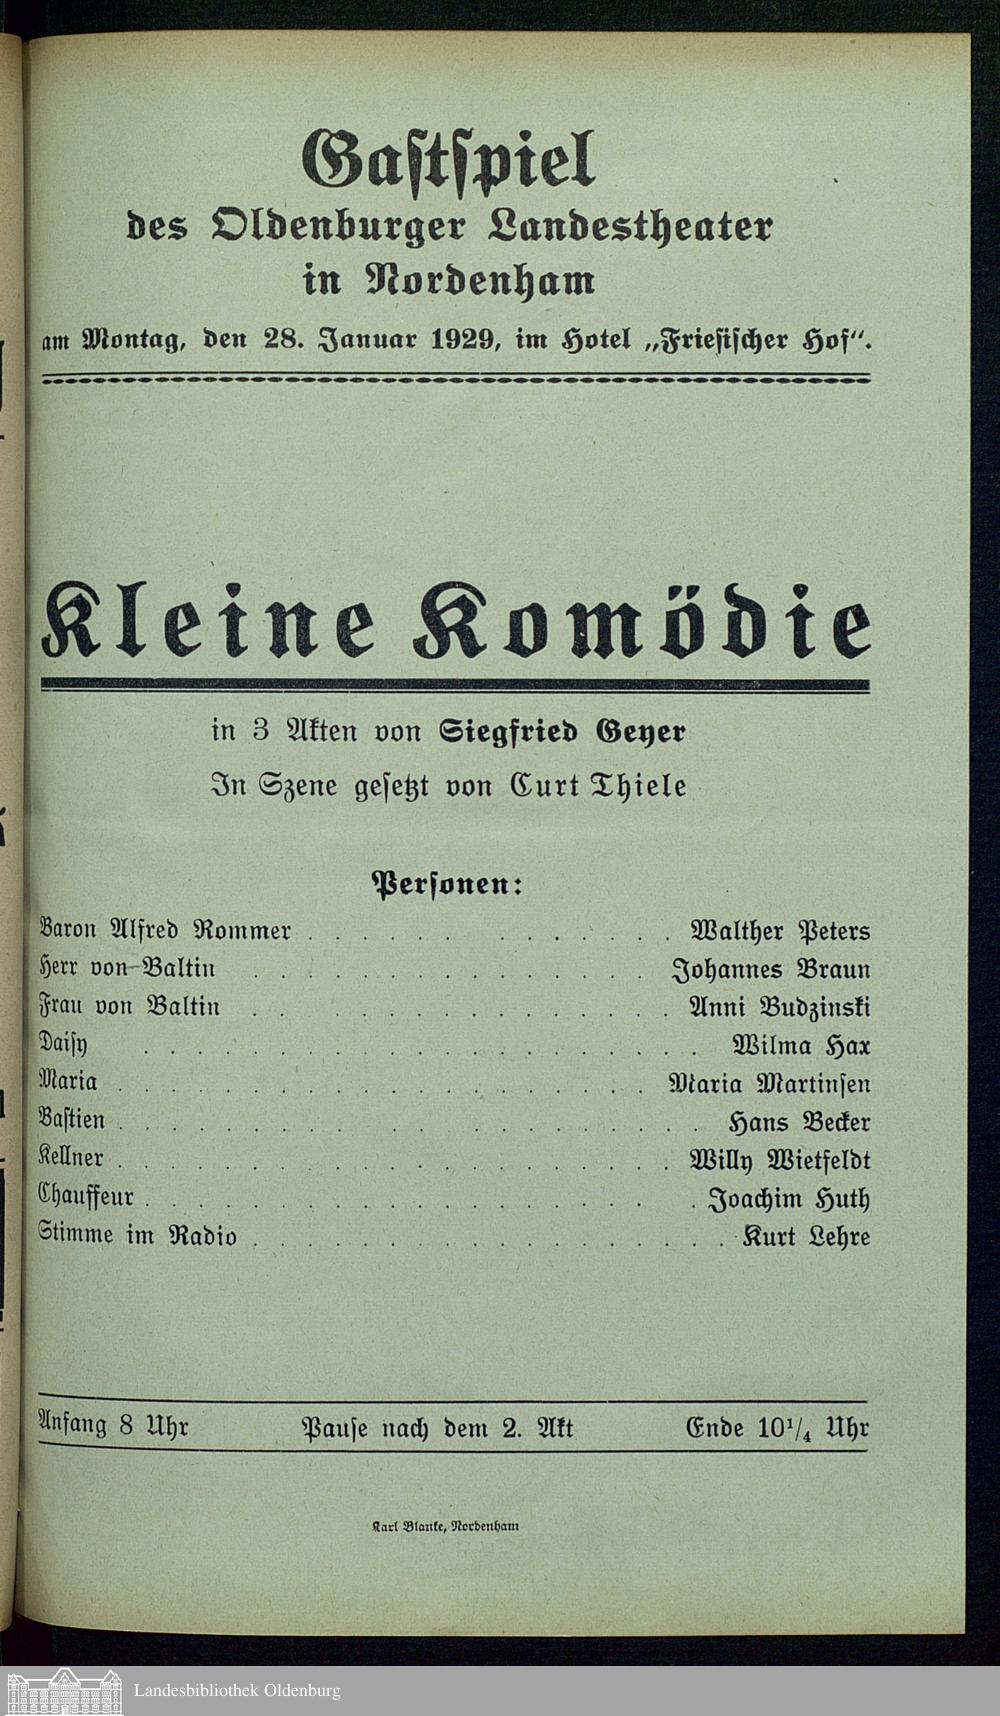 Gastspiel
des Oldenburger Landestheater
in Nordenham
am Montag, den 28. Januar 1929, im Hotel „Friesischer Hof“.
Kleine Komödie
in 3 Akten von Siegfried Geyer
In Szene gesetzt von Curt Thiele
Personen:
Baron Alfred Rommer . . . . . . . . . . . . . Walther Peters
Herr von Baltin . . . . . . . . . . . . . . . Johannes Braun
Frau von Baltin . . . . . . . . . . . . . . . Anni Budzinski
Daisy . . . . . . . . . . . . . . . . . . . . . Wilma Hax
Maria . . . . . . . . . . . . . . . . . . . . Maria Martinsen
Bastien . . . . . . . . . . . . . . . . . . . . . Hans Becker
Kellner . . . . . . . . . . . . . . . . . . . . . Willy Wietfeldt
Chauffeur . . . . . . . . . . . . . . . . . . . . . Joachim Huth
Stimme im Radio . . . . . . . . . . . . . . . . . . Kurt Lehre
Anfang 8 Uhr Pause nach dem 2. Akt Ende 10¹/₄ Uhr
Karl Blanke, Nordenham
Landesbibliothek Oldenburg